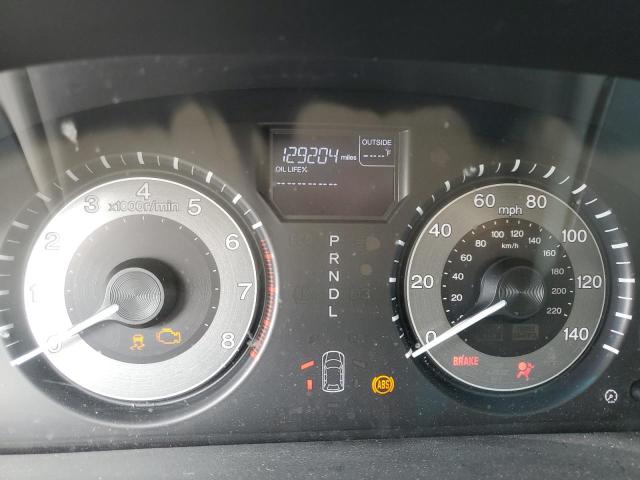 129204 miles
OUTSIDE
----°F
OIL LIFE%
----------
0 1 2 3 4 5 6 7 8
x1000r/min
P
R
N
D D3
L
0 20 40 60 80 100 120 140
mph
20 40 60 80 100 120 140 160 180 200 220
km/h
BRAKE
ABS